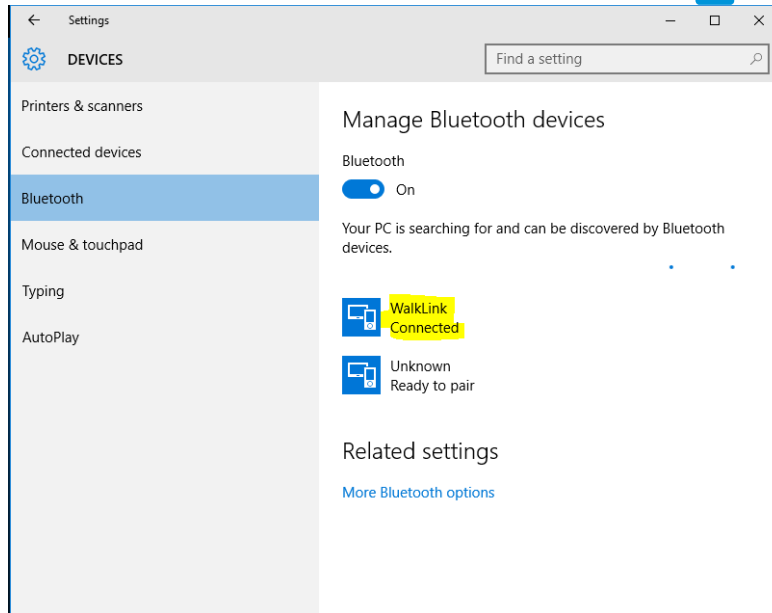 Settings
DEVICES
Find a setting
Printers & scanners
Connected devices
Bluetooth
Mouse & touchpad
Typing
AutoPlay
Manage Bluetooth devices
Bluetooth
On
Your PC is searching for and can be discovered by Bluetooth
devices.
WalkLink
Connected
Unknown
Ready to pair
Related settings
More Bluetooth options